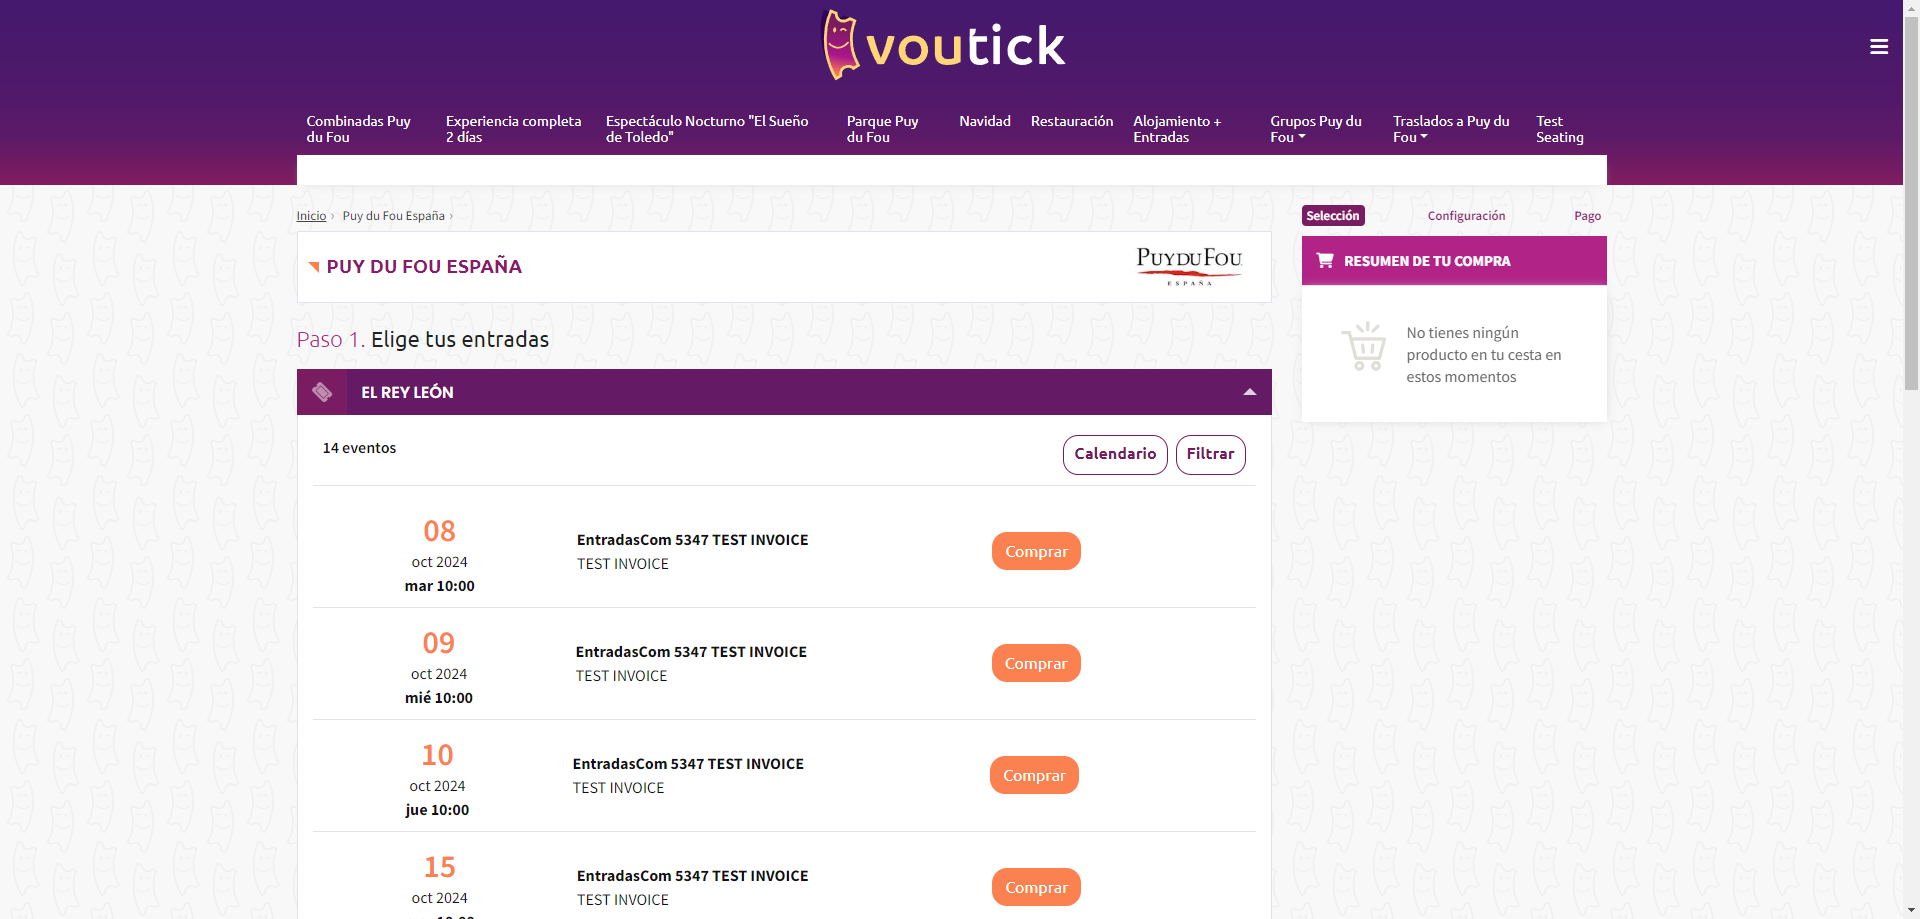 voutick
Combinadas Puy
du Fou
Experiencia completa
2 días
Espectáculo Nocturno "El Sueño
de Toledo"
Parque Puy
du Fou
Navidad
Restauración
Alojamiento +
Entradas
Grupos Puy du
Fou
Traslados a Puy du
Fou
Test
Seating
Inicio › Puy du Fou España ›
Selección
Configuración
Pago
PUY DU FOU ESPAÑA
PUY DU FOU
ESPAÑA
RESUMEN DE TU COMPRA
No tienes ningún
producto en tu cesta en
estos momentos
Paso 1. Elige tus entradas
EL REY LEÓN
14 eventos
Calendario
Filtrar
08
oct 2024
mar 10:00
EntradasCom 5347 TEST INVOICE
TEST INVOICE
Comprar
09
oct 2024
mié 10:00
EntradasCom 5347 TEST INVOICE
TEST INVOICE
Comprar
10
oct 2024
jue 10:00
EntradasCom 5347 TEST INVOICE
TEST INVOICE
Comprar
15
oct 2024
EntradasCom 5347 TEST INVOICE
TEST INVOICE
Comprar